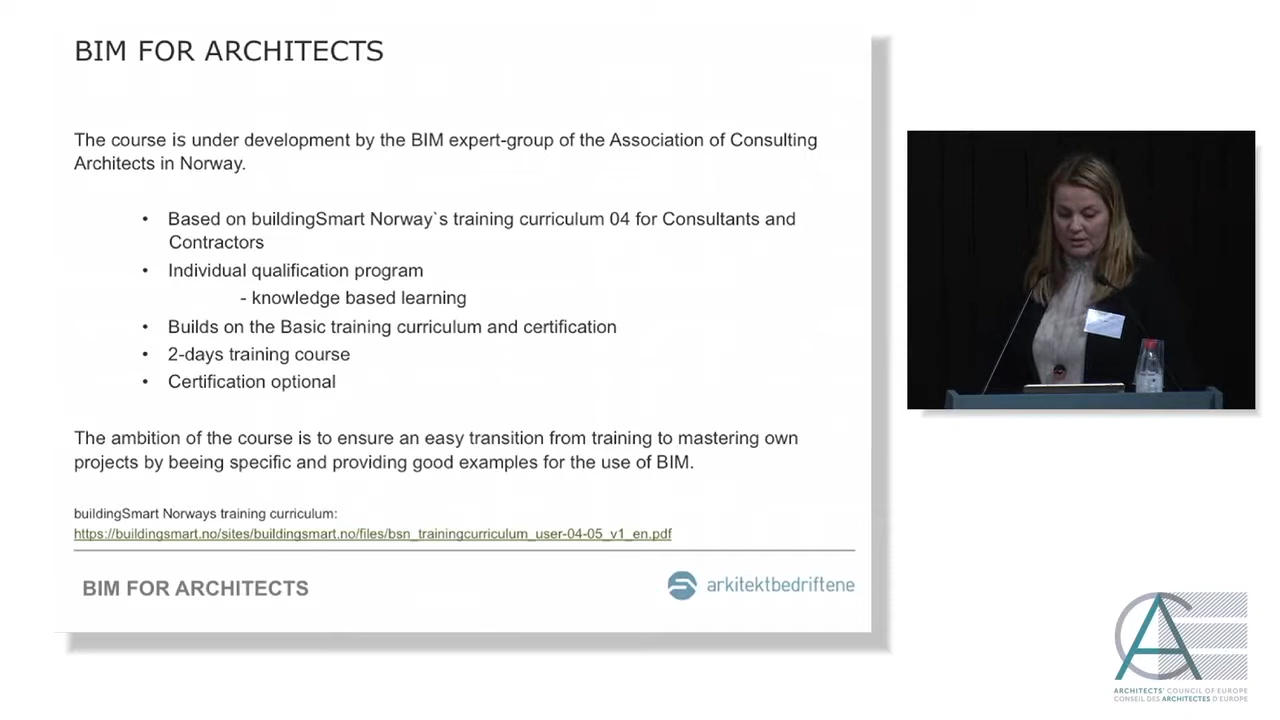 BIM FOR ARCHITECTS
The course is under development by the BIM expert-group of the Association of Consulting
Architects in Norway.
• Based on buildingSmart Norway`s training curriculum 04 for Consultants and
Contractors
• Individual qualification program
- knowledge based learning
• Builds on the Basic training curriculum and certification
• 2-days training course
• Certification optional
The ambition of the course is to ensure an easy transition from training to mastering own
projects by beeing specific and providing good examples for the use of BIM.
buildingSmart Norways training curriculum:
https://buildingsmart.no/sites/buildingsmart.no/files/bsn_trainingcurriculum_user-04-05_v1_en.pdf
BIM FOR ARCHITECTS
arkitektbedriftene
ACE
ARCHITECTS' COUNCIL OF EUROPE
CONSEIL DES ARCHITECTES D'EUROPE